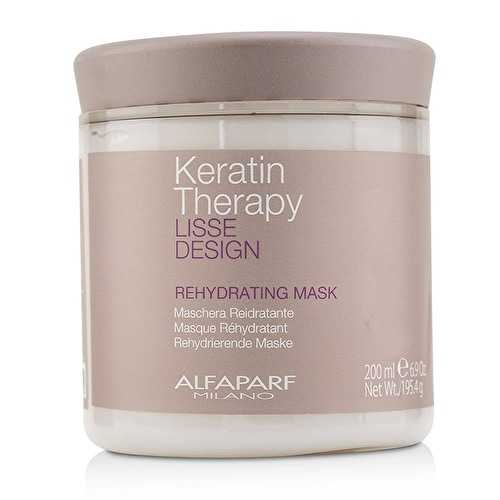 Keratin
Therapy
LISSE
DESIGN
REHYDRATING MASK
Maschera Reidratante
Masque Réhydratant
Rehydrierende Maske
200 ml ℮ 6.9 Oz.
Net Wt. 195.4 g
ALFAPARF
MILANO